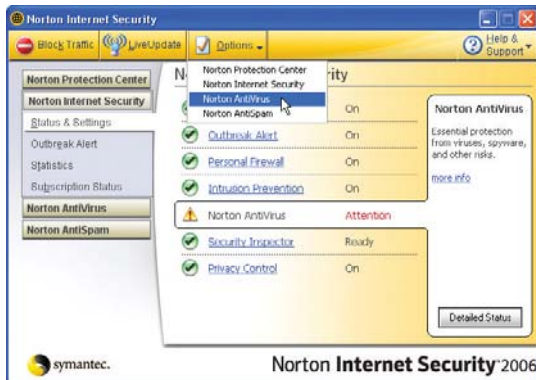 Norton Internet Security
Block Traffic LiveUpdate Options Help & Support
Norton Protection Center
Norton Internet Security
Status & Settings
Outbreak Alert
Statistics
Subscription Status
Norton AntiVirus
Norton AntiSpam
N ity
Norton Protection Center
Norton Internet Security
Norton AntiVirus
Norton AntiSpam
On
Outbreak Alert On
Personal Firewall On
Intrusion Prevention On
Norton AntiVirus Attention
Security Inspector Ready
Privacy Control On
Norton AntiVirus
Essential protection
from viruses, spyware,
and other risks.
more info
Detailed Status
symantec.
Norton Internet Security 2006